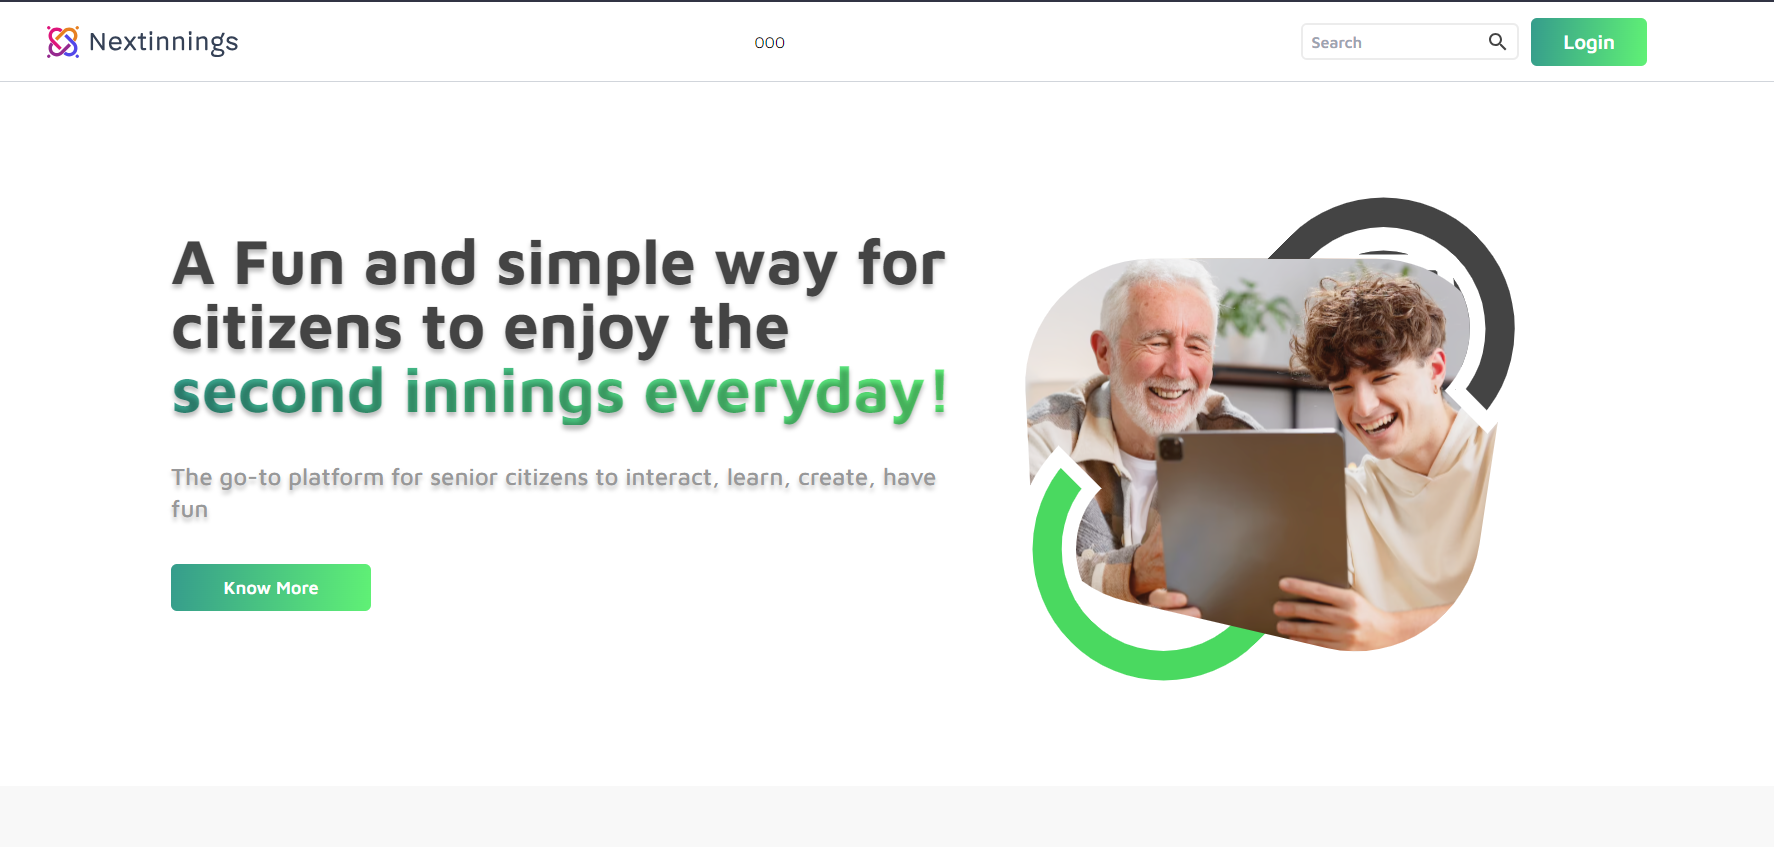 Nextinnings
000
Search
Login
A Fun and simple way for
citizens to enjoy the
second innings everyday!
The go-to platform for senior citizens to interact, learn, create, have
fun
Know More